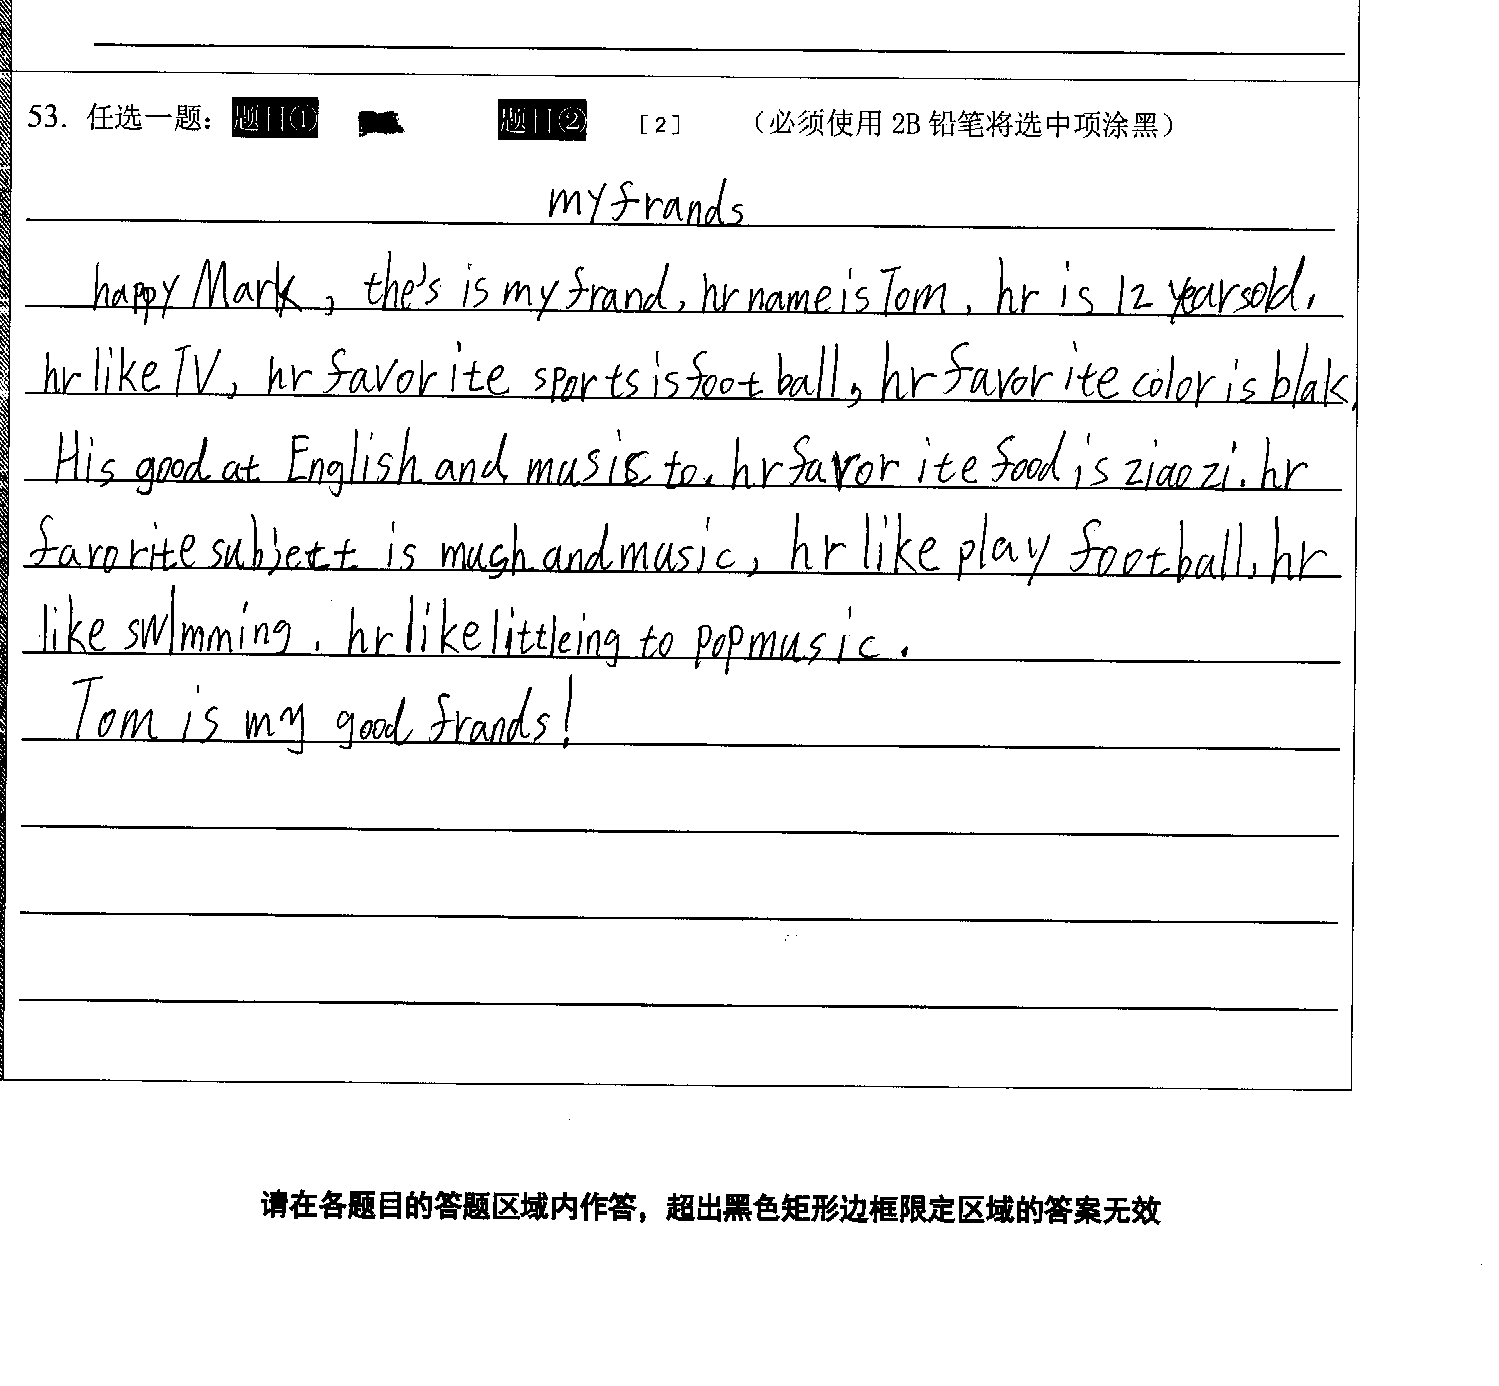 53. 任选一题： 题目① 题目② [2] （必须使用 2B 铅笔将选中项涂黑）
my frands
happy Mark, the's is my frand, hr name is Tom. hr is 12 years old,
hr like TV, hr favorite sports is football, hr favorite color is blak.
His good at English and music to. hr favorite food is ziaozi. hr
favorite subjett is mugh and music, hr like play football, hr
like swimming. hr like littleing to pop music.
Tom is my good frands!
请在各题目的答题区域内作答，超出黑色矩形边框限定区域的答案无效